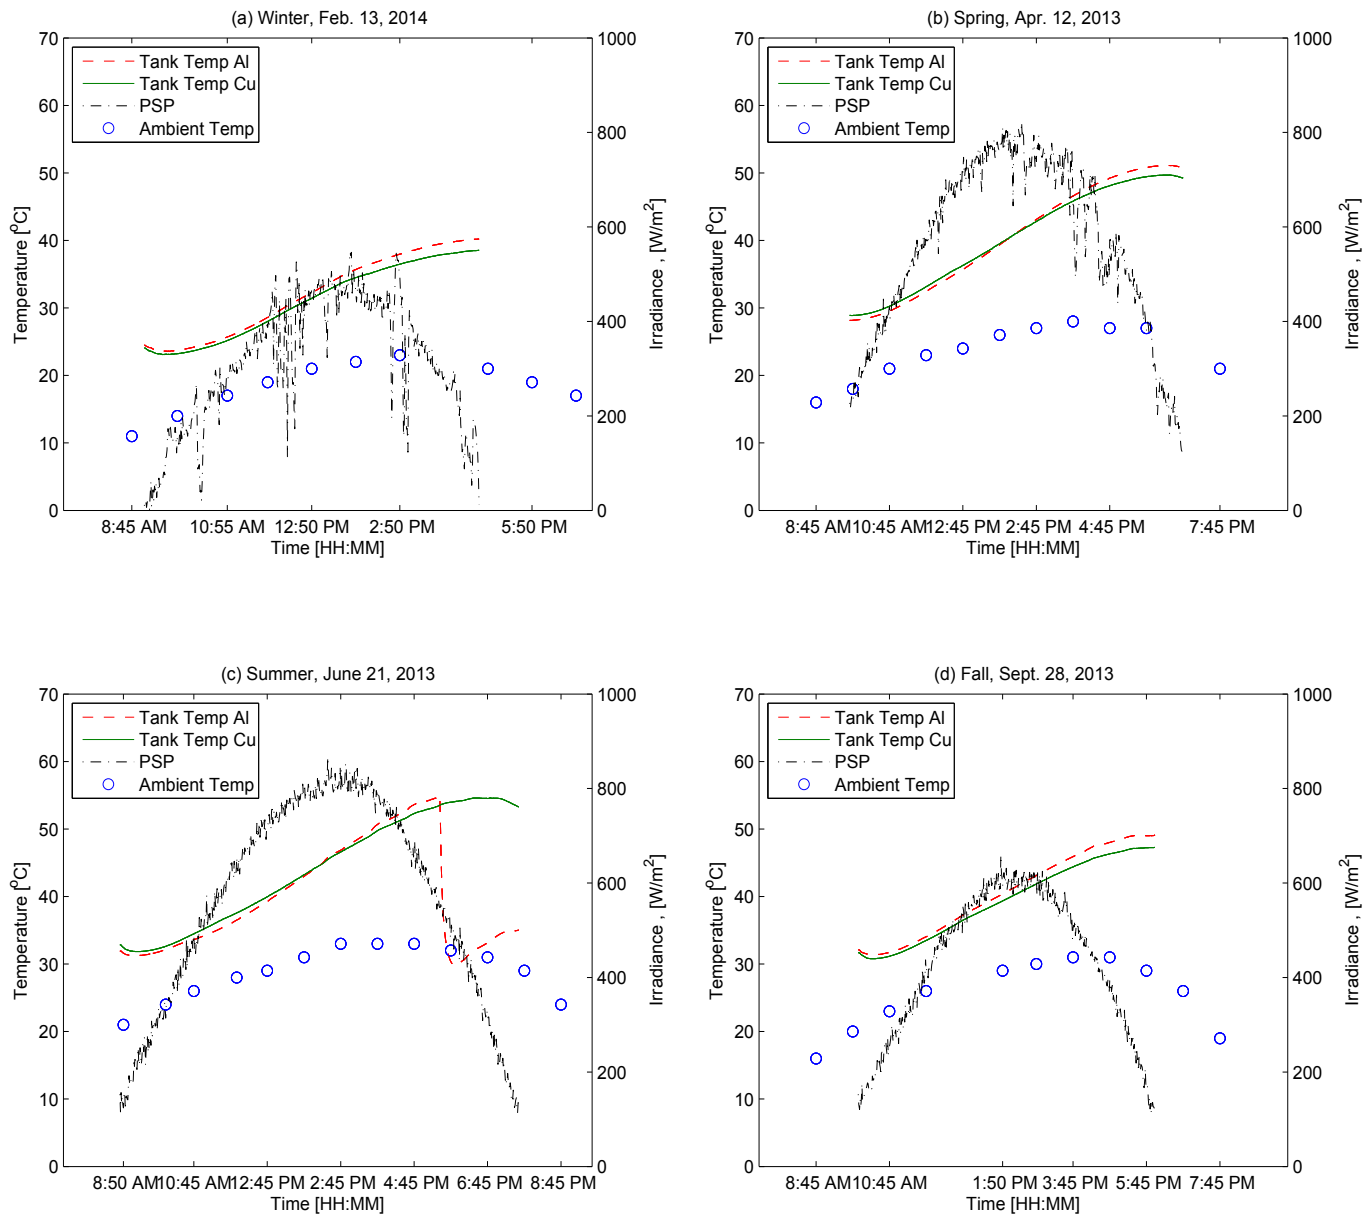 (a) Winter, Feb. 13, 2014
70
60
50
40
30
20
10
0
Temperature [°C]
Tank Temp Al
Tank Temp Cu
PSP
Ambient Temp
1000
800
600
400
200
0
Irradiance , [W/m²]
8:45 AM 10:55 AM 12:50 PM 2:50 PM 5:50 PM
Time [HH:MM]
(b) Spring, Apr. 12, 2013
70
60
50
40
30
20
10
0
Temperature [°C]
Tank Temp Al
Tank Temp Cu
PSP
Ambient Temp
1000
800
600
400
200
0
Irradiance , [W/m²]
8:45 AM 10:45 AM 12:45 PM 2:45 PM 4:45 PM 7:45 PM
Time [HH:MM]
(c) Summer, June 21, 2013
70
60
50
40
30
20
10
0
Temperature [°C]
Tank Temp Al
Tank Temp Cu
PSP
Ambient Temp
1000
800
600
400
200
0
Irradiance , [W/m²]
8:50 AM 10:45 AM 12:45 PM 2:45 PM 4:45 PM 6:45 PM 8:45 PM
Time [HH:MM]
(d) Fall, Sept. 28, 2013
70
60
50
40
30
20
10
0
Temperature [°C]
Tank Temp Al
Tank Temp Cu
PSP
Ambient Temp
1000
800
600
400
200
0
Irradiance , [W/m²]
8:45 AM 10:45 AM 1:50 PM 3:45 PM 5:45 PM 7:45 PM
Time [HH:MM]